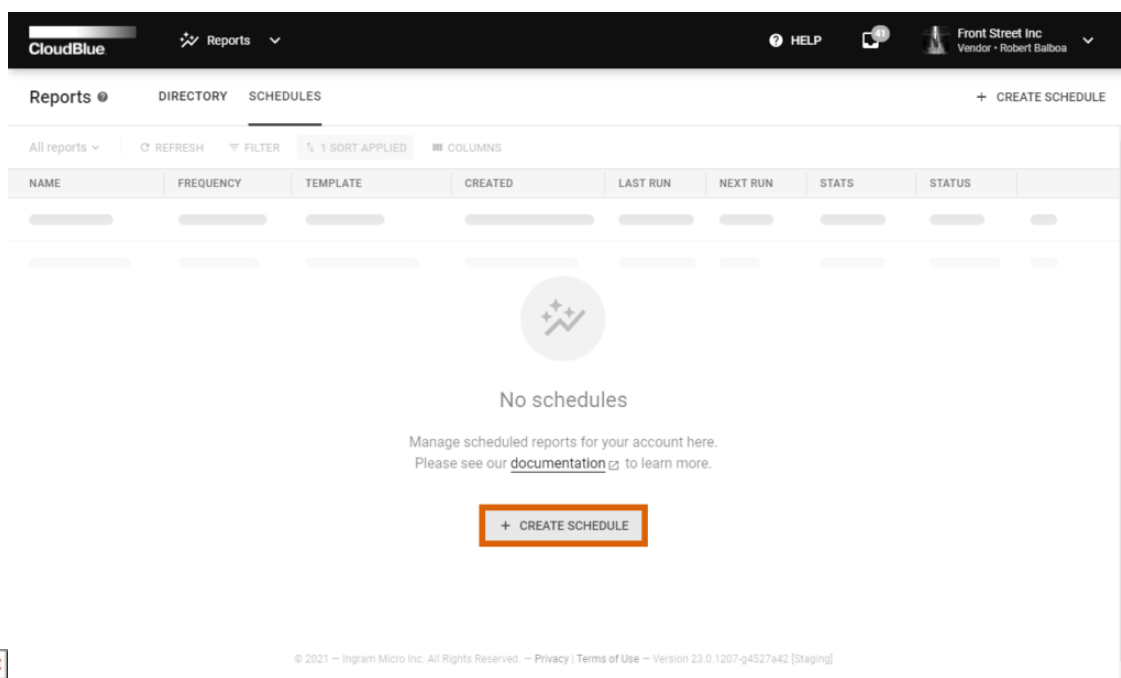 CloudBlue
Reports
HELP
41
Front Street Inc
Vendor • Robert Balboa
Reports
DIRECTORY
SCHEDULES
+ CREATE SCHEDULE
All reports
REFRESH
FILTER
1 SORT APPLIED
COLUMNS
NAME
FREQUENCY
TEMPLATE
CREATED
LAST RUN
NEXT RUN
STATS
STATUS
No schedules
Manage scheduled reports for your account here.
Please see our documentation to learn more.
+ CREATE SCHEDULE
© 2021 — Ingram Micro Inc. All Rights Reserved. — Privacy | Terms of Use — Version 23.0.1207-g4527a42 [Staging]